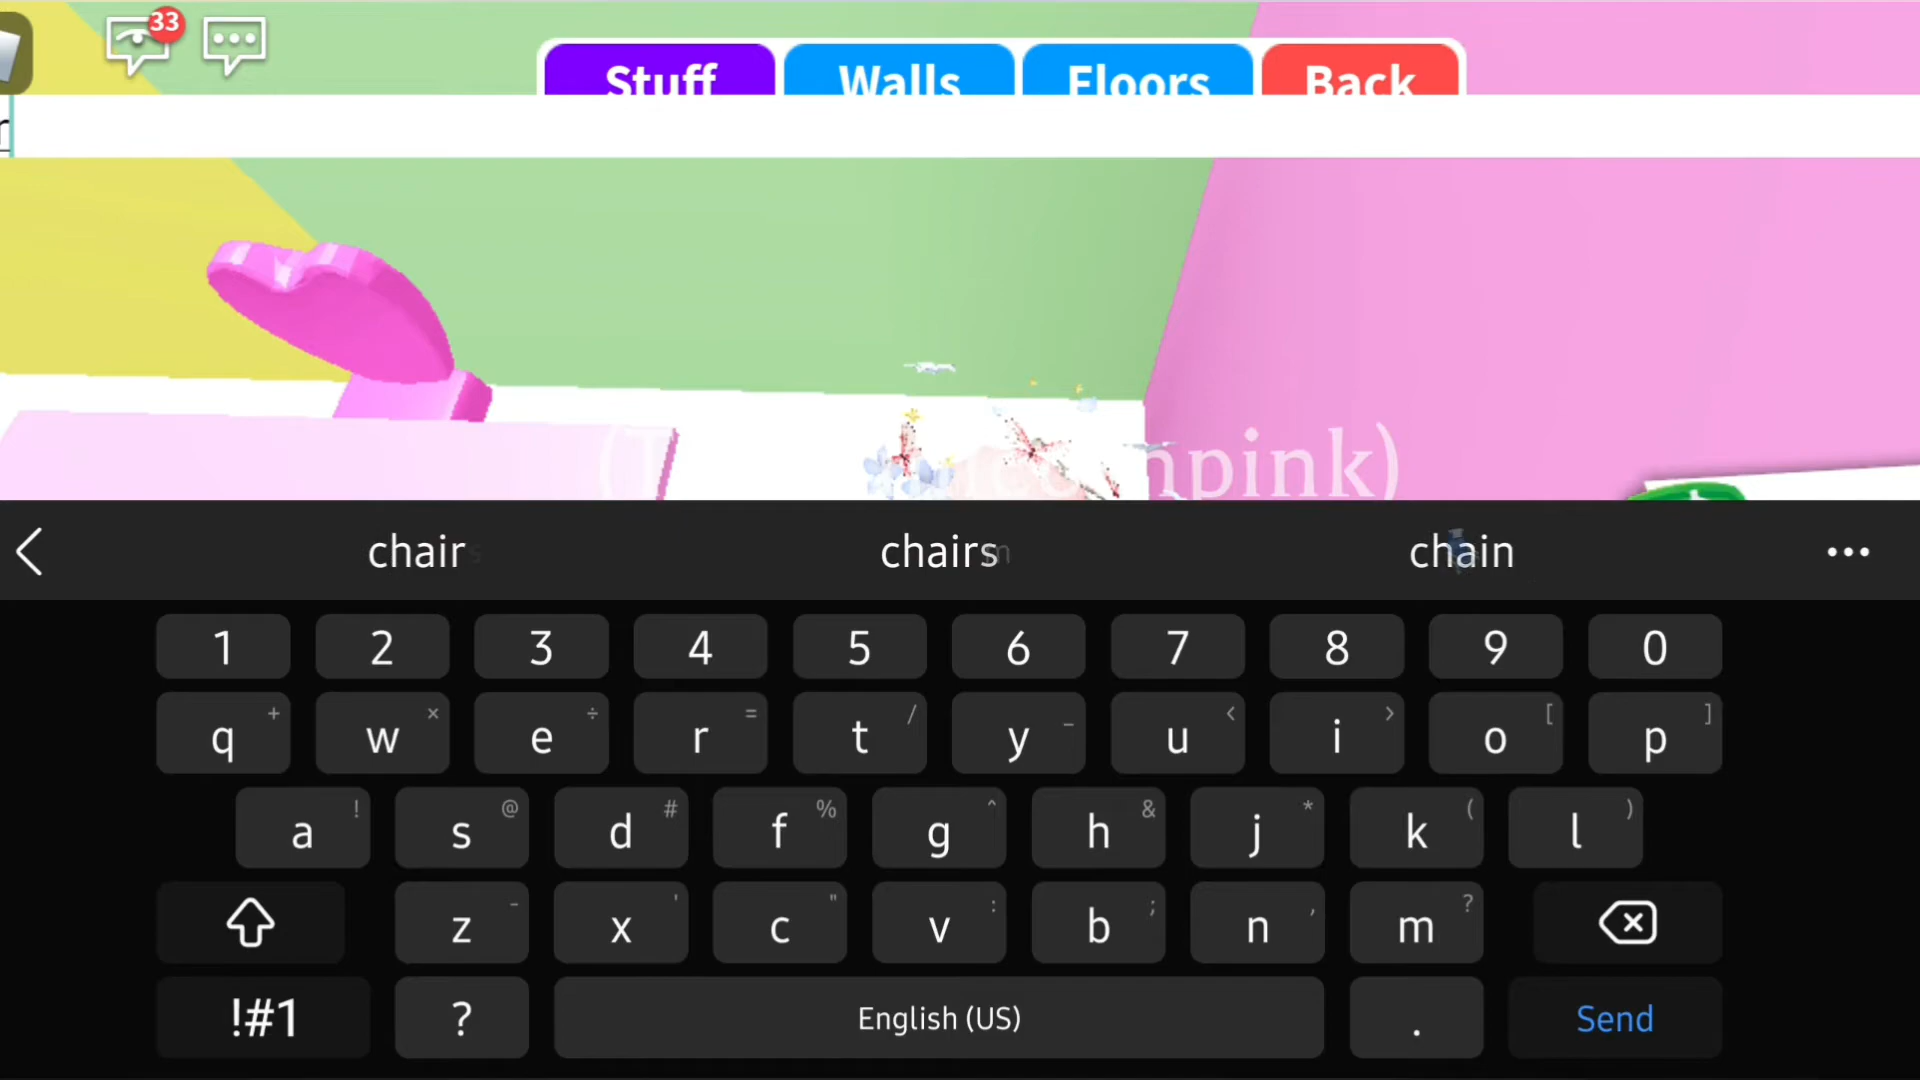 33
Stuff Walls Floors Back
r
npink)
chair chairs chain
1 2 3 4 5 6 7 8 9 0
q + w × e ÷ r = t / y _ u < i > o [ p ]
a ! s @ d # f % g ^ h & j * k ( l )
z - x ' c " v : b ; n , m ?
!#1 ? English (US) . Send